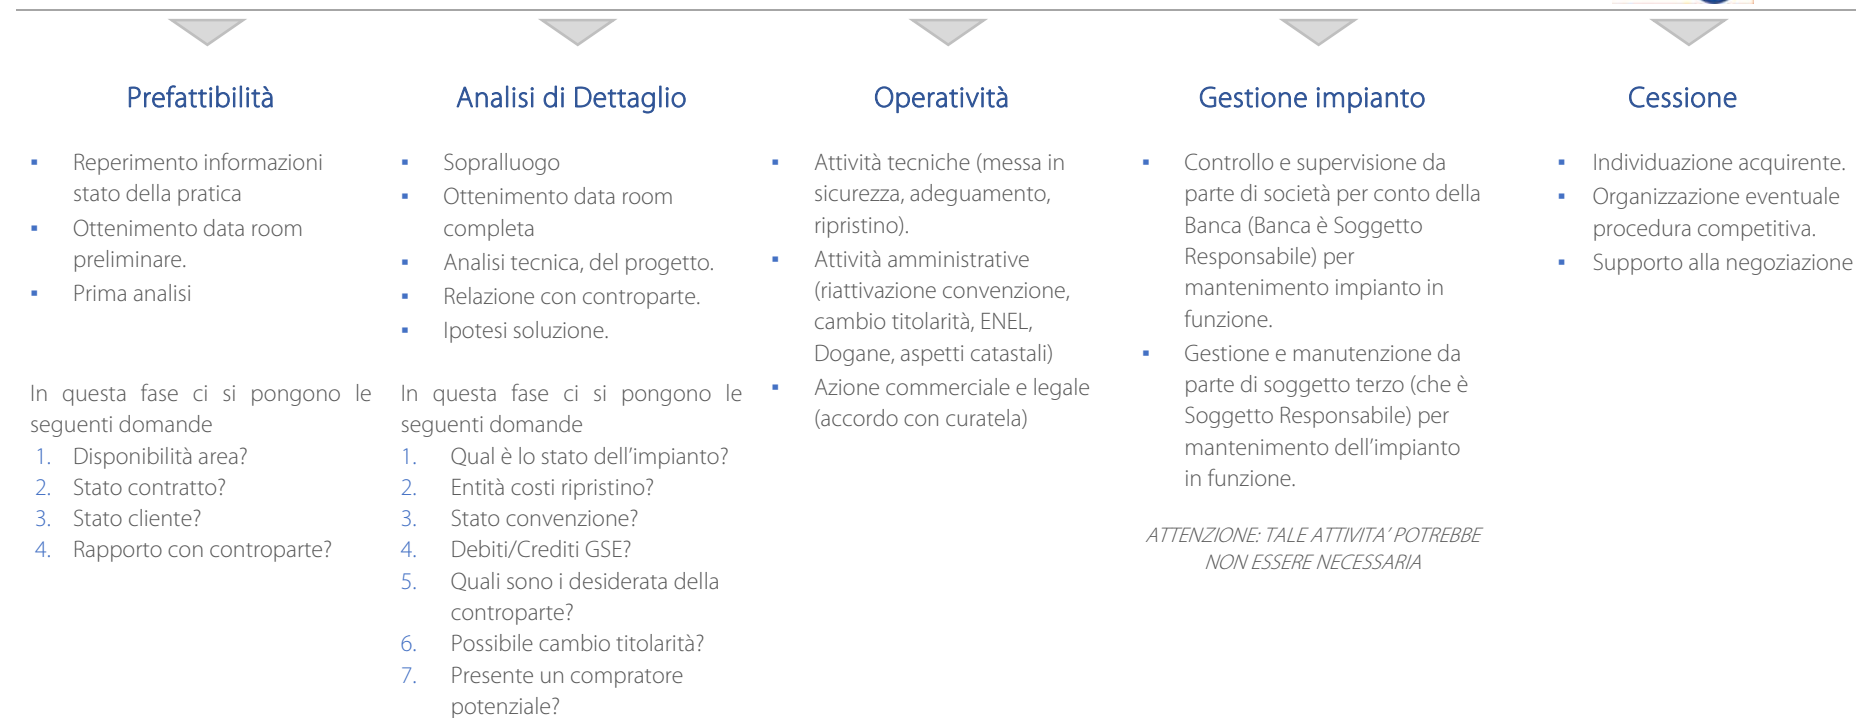 Prefattibilità
▪ Reperimento informazioni
stato della pratica
▪ Ottenimento data room
preliminare.
▪ Prima analisi
In questa fase ci si pongono le
seguenti domande
1. Disponibilità area?
2. Stato contratto?
3. Stato cliente?
4. Rapporto con controparte?
Analisi di Dettaglio
▪ Sopralluogo
▪ Ottenimento data room
completa
▪ Analisi tecnica, del progetto.
▪ Relazione con controparte.
▪ Ipotesi soluzione.
In questa fase ci si pongono le
seguenti domande
1. Qual è lo stato dell’impianto?
2. Entità costi ripristino?
3. Stato convenzione?
4. Debiti/Crediti GSE?
5. Quali sono i desiderata della
controparte?
6. Possibile cambio titolarità?
7. Presente un compratore
potenziale?
Operatività
▪ Attività tecniche (messa in
sicurezza, adeguamento,
ripristino).
▪ Attività amministrative
(riattivazione convenzione,
cambio titolarità, ENEL,
Dogane, aspetti catastali)
▪ Azione commerciale e legale
(accordo con curatela)
Gestione impianto
▪ Controllo e supervisione da
parte di società per conto della
Banca (Banca è Soggetto
Responsabile) per
mantenimento impianto in
funzione.
▪ Gestione e manutenzione da
parte di soggetto terzo (che è
Soggetto Responsabile) per
mantenimento dell’impianto
in funzione.
ATTENZIONE: TALE ATTIVITA’ POTREBBE
NON ESSERE NECESSARIA
Cessione
▪ Individuazione acquirente.
▪ Organizzazione eventuale
procedura competitiva.
▪ Supporto alla negoziazione